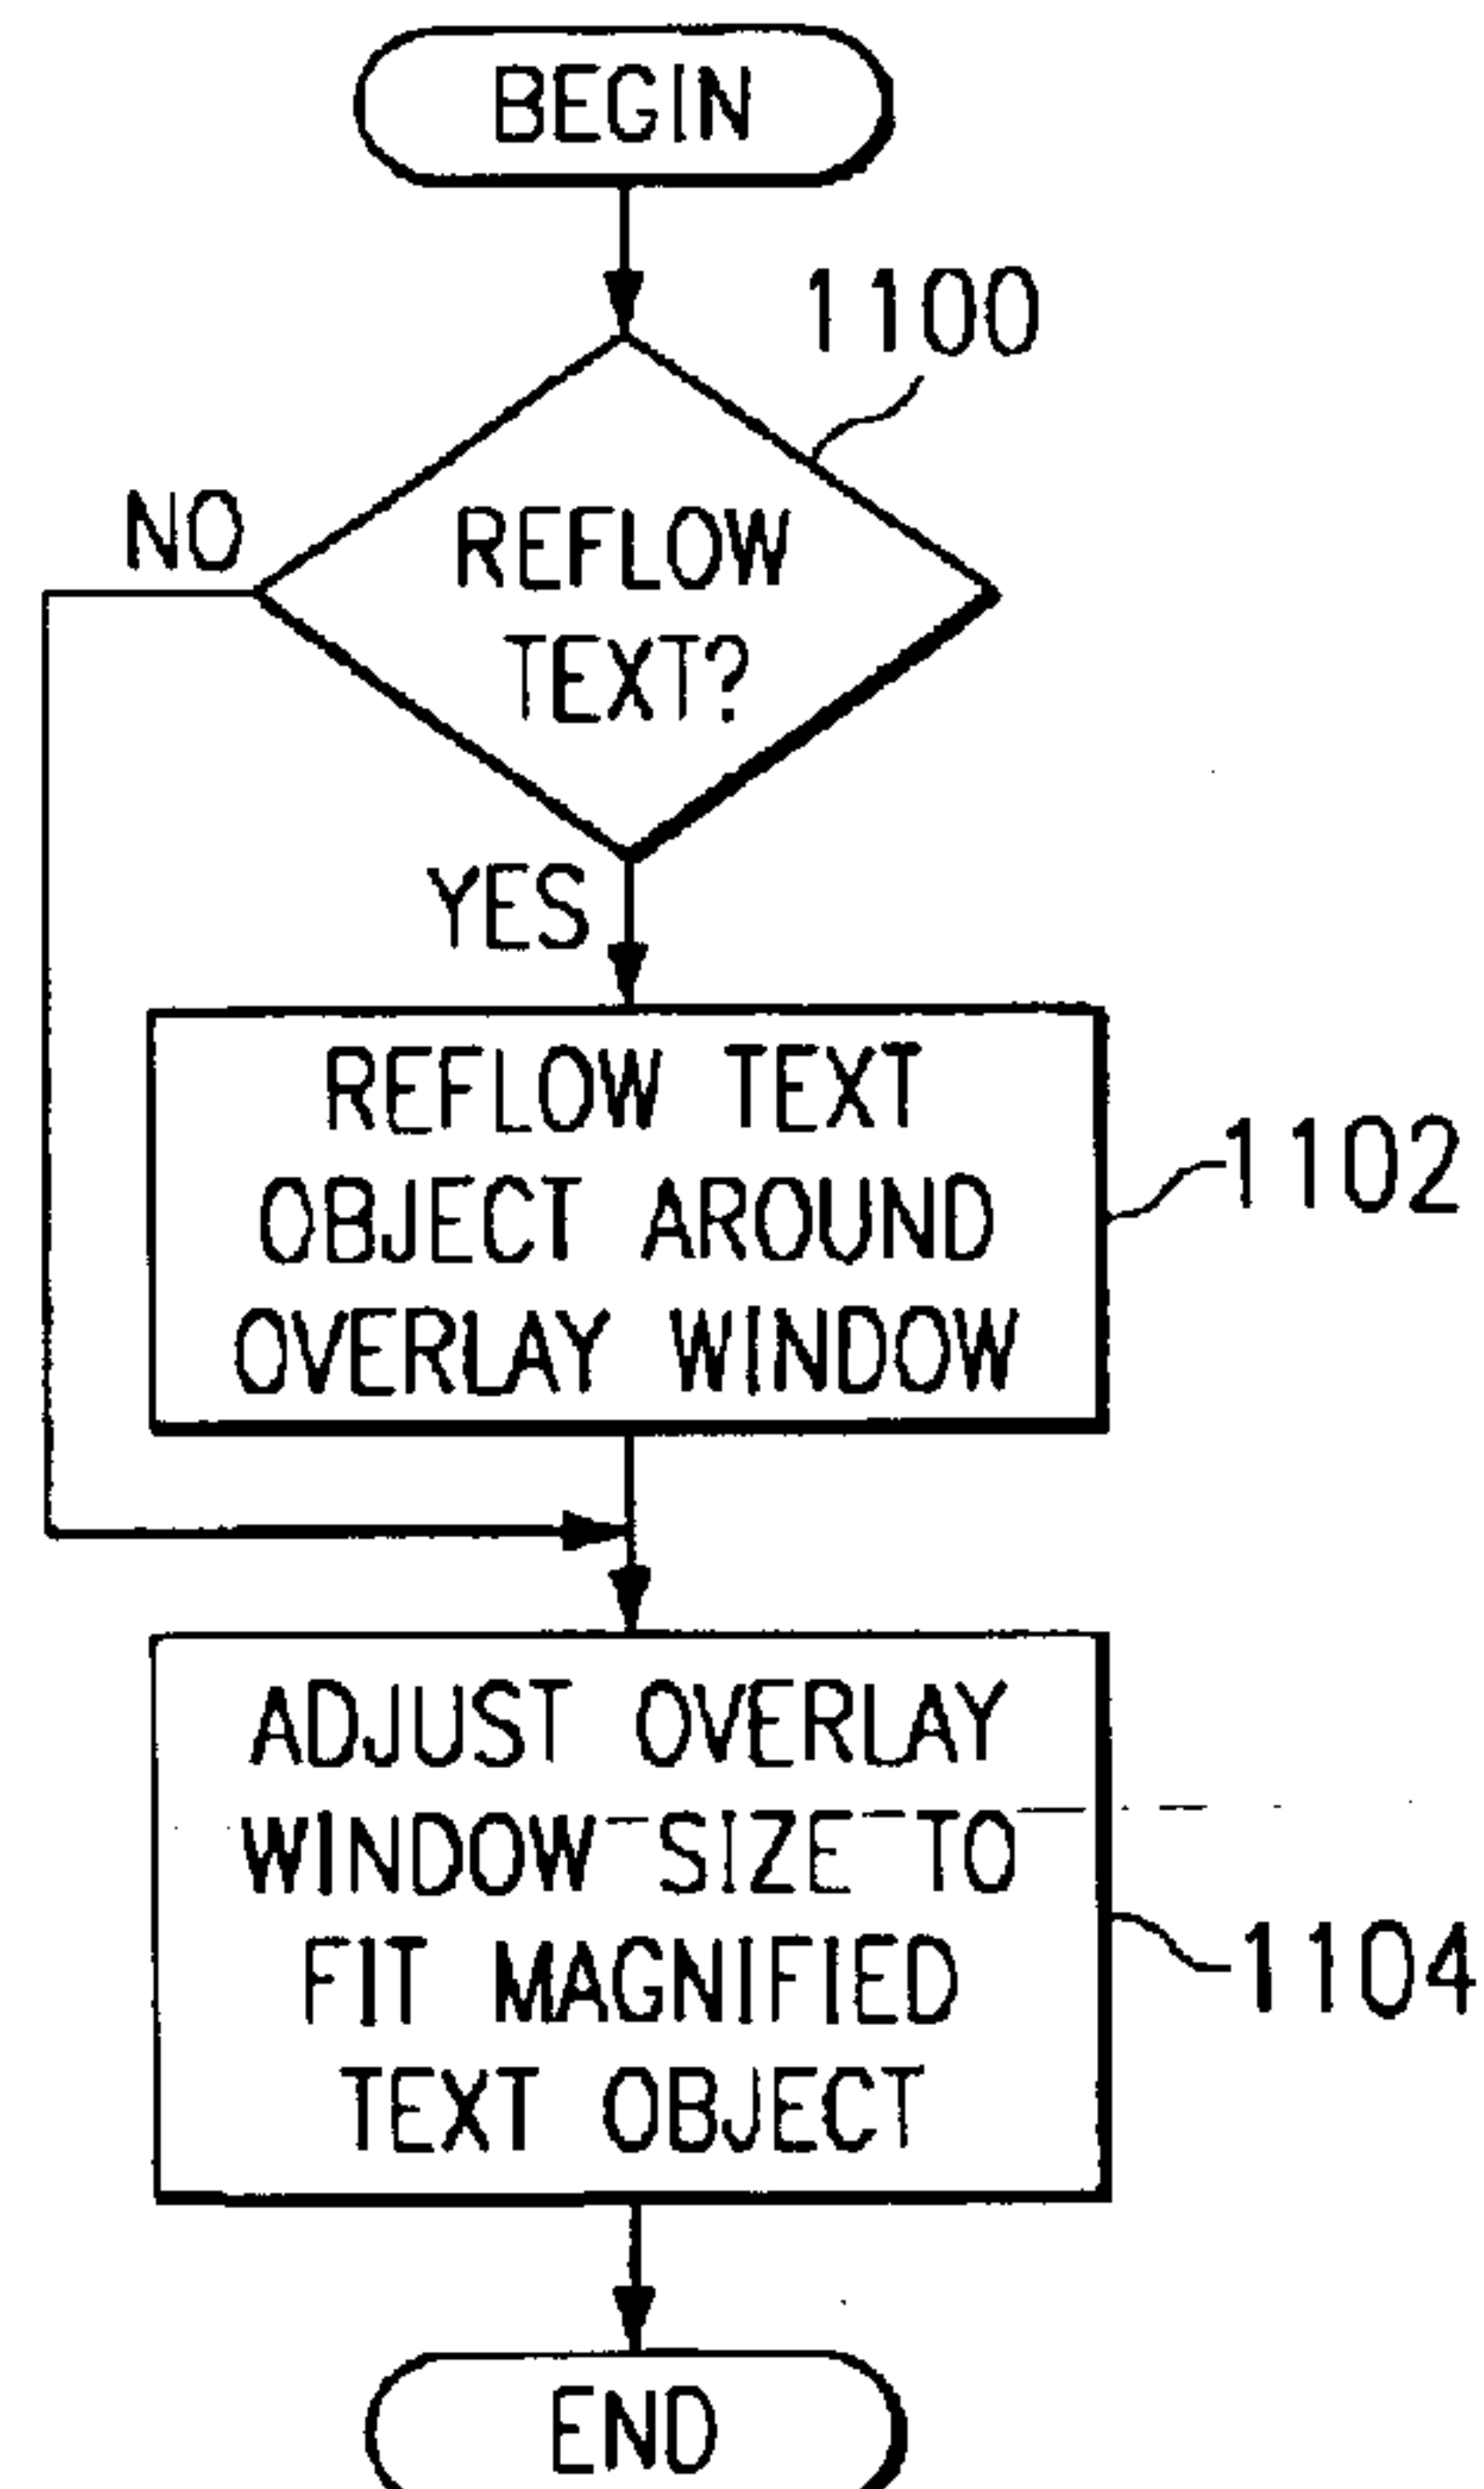 BEGIN
1100
NO
REFLOW
TEXT?
YES
REFLOW TEXT
OBJECT AROUND
OVERLAY WINDOW
1102
ADJUST OVERLAY
WINDOW SIZE TO
FIT MAGNIFIED
TEXT OBJECT
1104
END